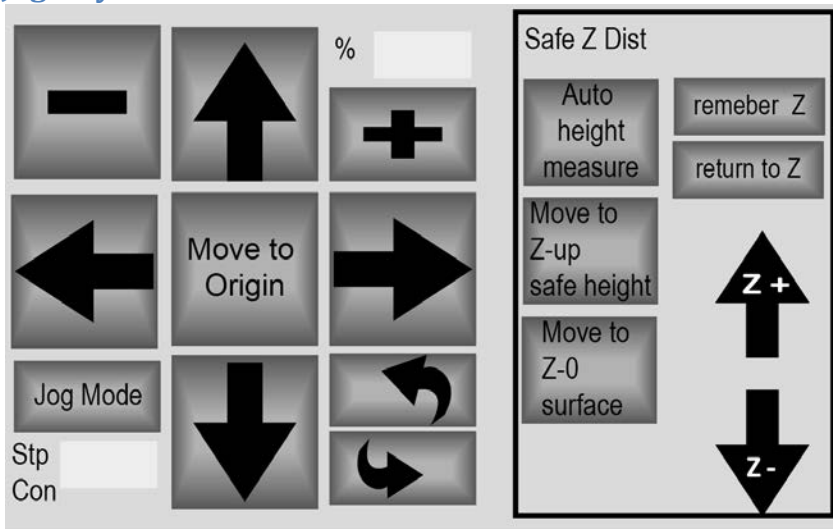 %
Move to
Origin
Jog Mode
Stp
Con
Safe Z Dist
Auto
height
measure
remeber Z
return to Z
Move to
Z-up
safe height
Z +
Move to
Z-0
surface
Z -